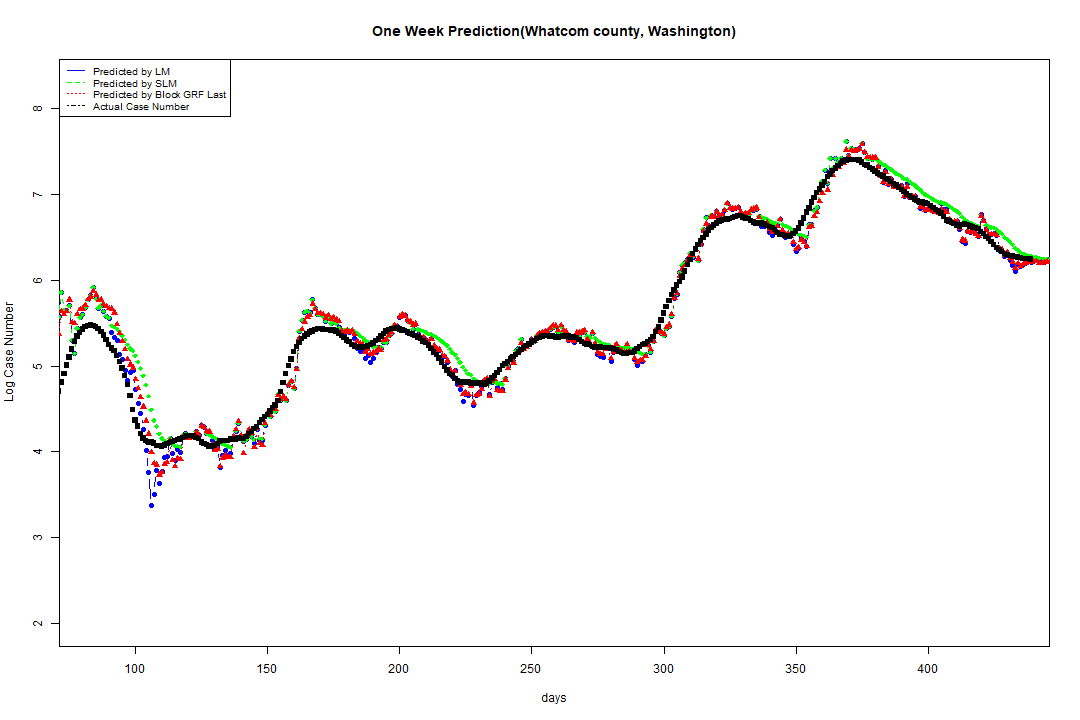 One Week Prediction(Whatcom county, Washington)
Predicted by LM
Predicted by SLM
Predicted by Block GRF Last
Actual Case Number
8
7
6
5
4
3
2
Log Case Number
100 150 200 250 300 350 400
days